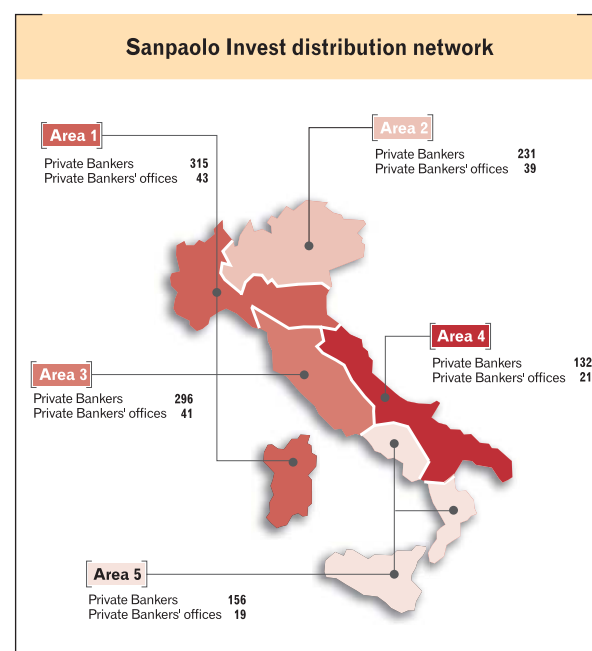 Sanpaolo Invest distribution network
Area 1
Private Bankers 315
Private Bankers' offices 43
Area 2
Private Bankers 231
Private Bankers' offices 39
Area 4
Private Bankers 132
Private Bankers' offices 21
Area 3
Private Bankers 296
Private Bankers' offices 41
Area 5
Private Bankers 156
Private Bankers' offices 19